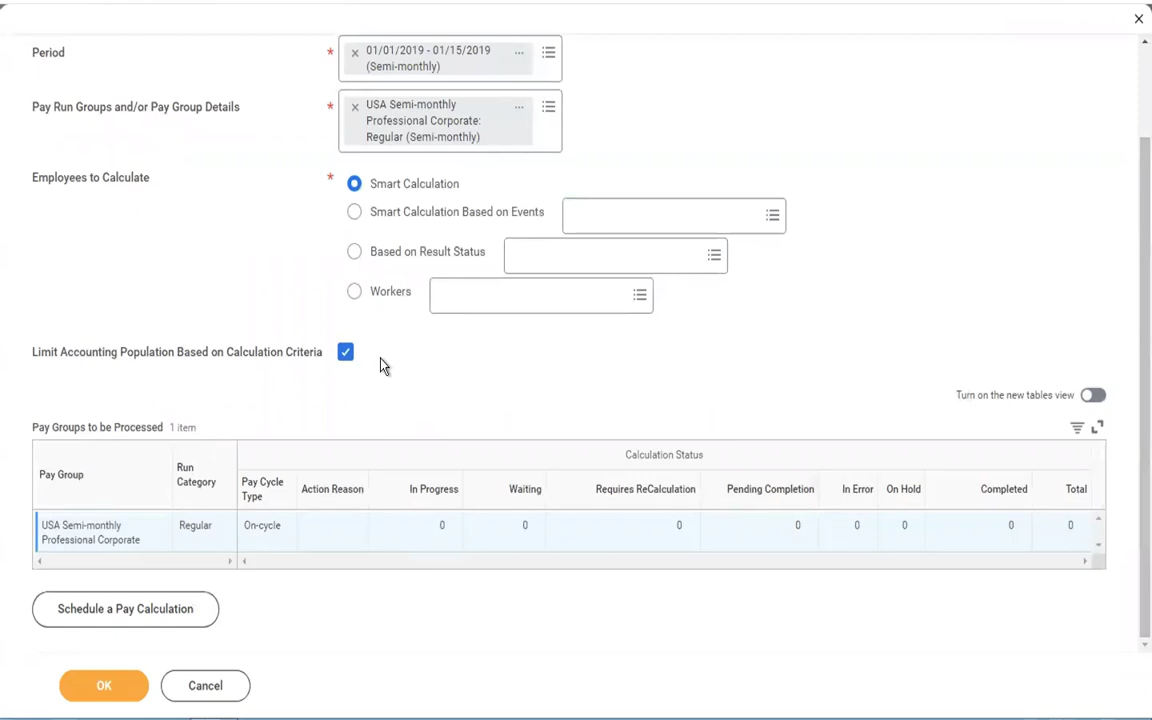 Period
*
01/01/2019 - 01/15/2019
(Semi-monthly)
Pay Run Groups and/or Pay Group Details
*
USA Semi-monthly
Professional Corporate:
Regular (Semi-monthly)
Employees to Calculate
*
Smart Calculation
Smart Calculation Based on Events
Based on Result Status
Workers
Limit Accounting Population Based on Calculation Criteria
Turn on the new tables view
Pay Groups to be Processed 1 item
Pay Group
Run
Category
Calculation Status
Pay Cycle
Type
Action Reason
In Progress
Waiting
Requires ReCalculation
Pending Completion
In Error
On Hold
Completed
Total
USA Semi-monthly
Professional Corporate
Regular
On-cycle
0
0
0
0
0
0
0
0
Schedule a Pay Calculation
OK
Cancel